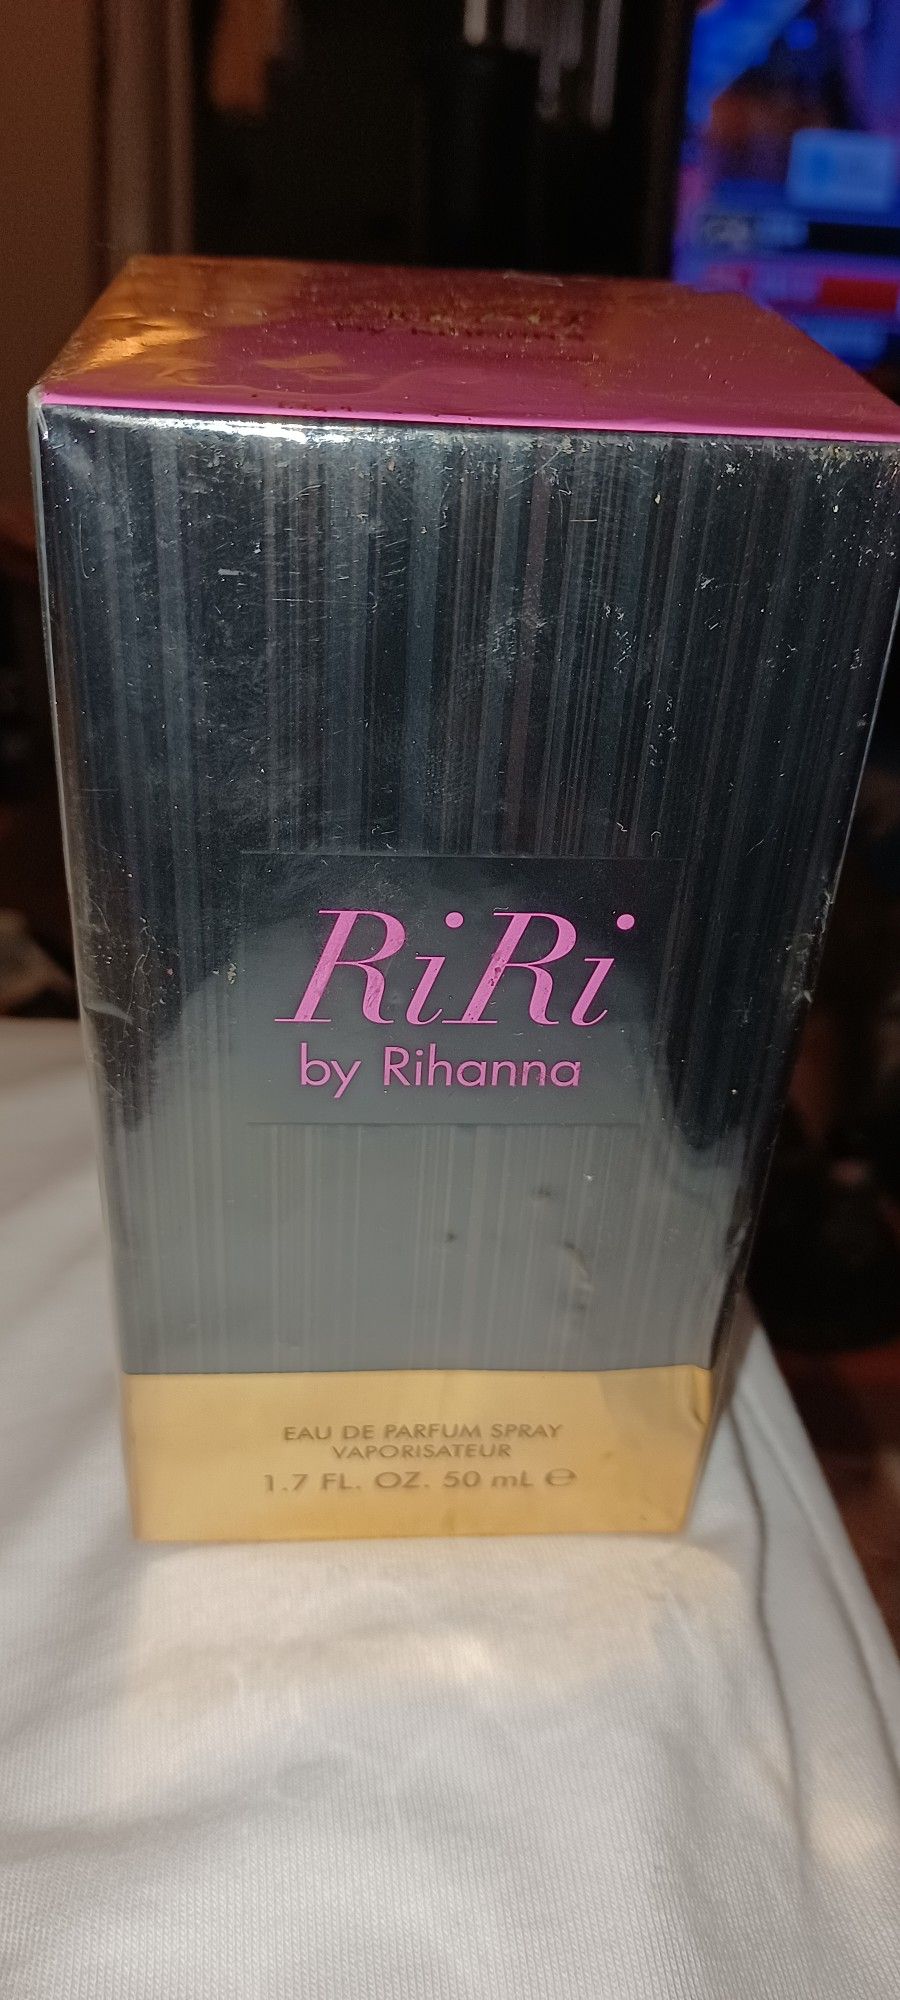 RiRi
by Rihanna
EAU DE PARFUM SPRAY
VAPORISATEUR
1.7 FL. OZ. 50 mL ℮